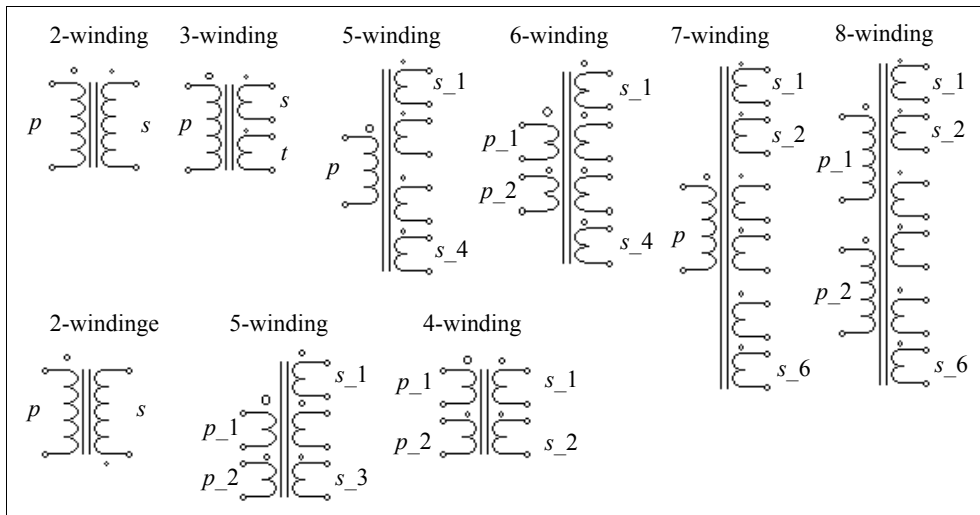 2-winding 3-winding 5-winding 6-winding 7-winding 8-winding
p s
p s t
p s_1 s_4
p_1 p_2 s_1 s_4
p s_1 s_2 s_6
p_1 p_2 s_1 s_2 s_6
2-windinge 5-winding 4-winding
p s
p_1 p_2 s_1 s_3
p_1 p_2 s_1 s_2